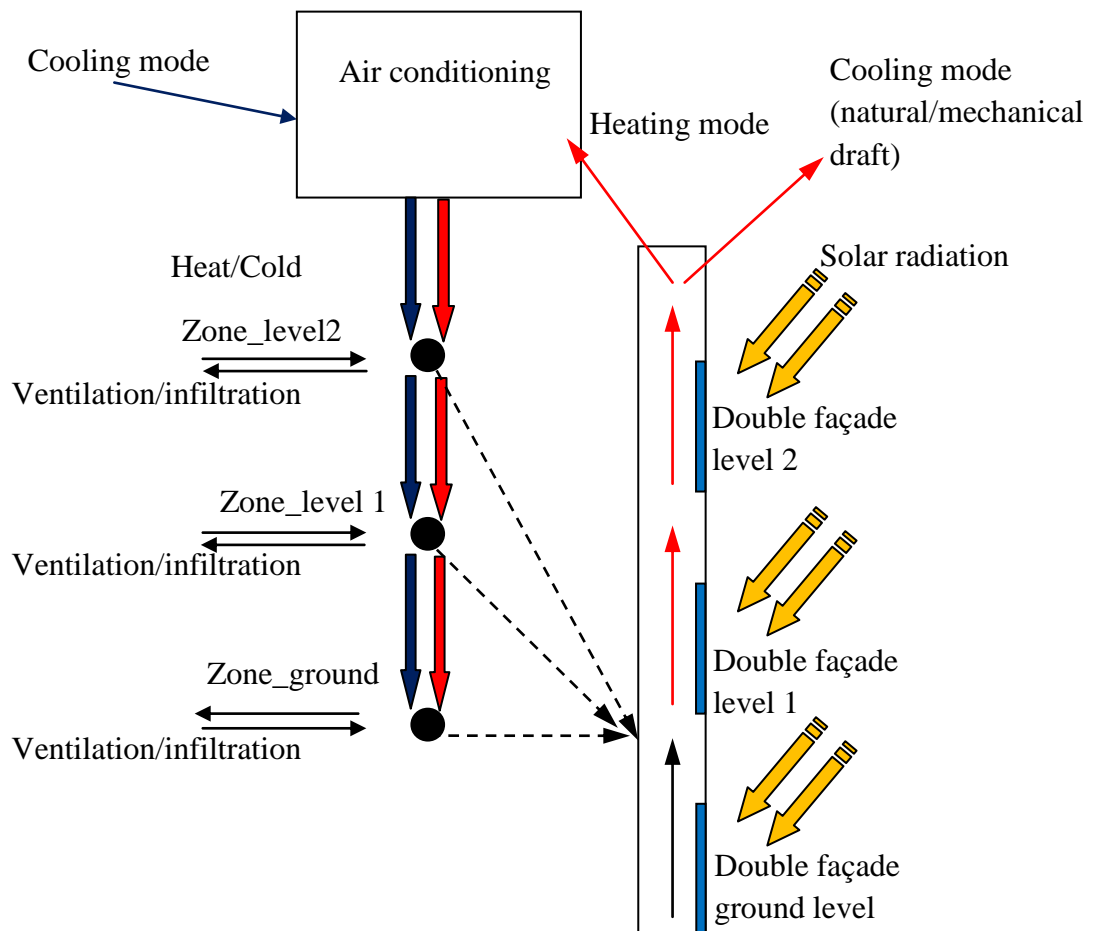 Cooling mode
Air conditioning
Cooling mode
(natural/mechanical
draft)
Heating mode
Heat/Cold
Solar radiation
Zone_level2
Ventilation/infiltration
Double façade
level 2
Zone_level 1
Ventilation/infiltration
Double façade
level 1
Zone_ground
Ventilation/infiltration
Double façade
ground level